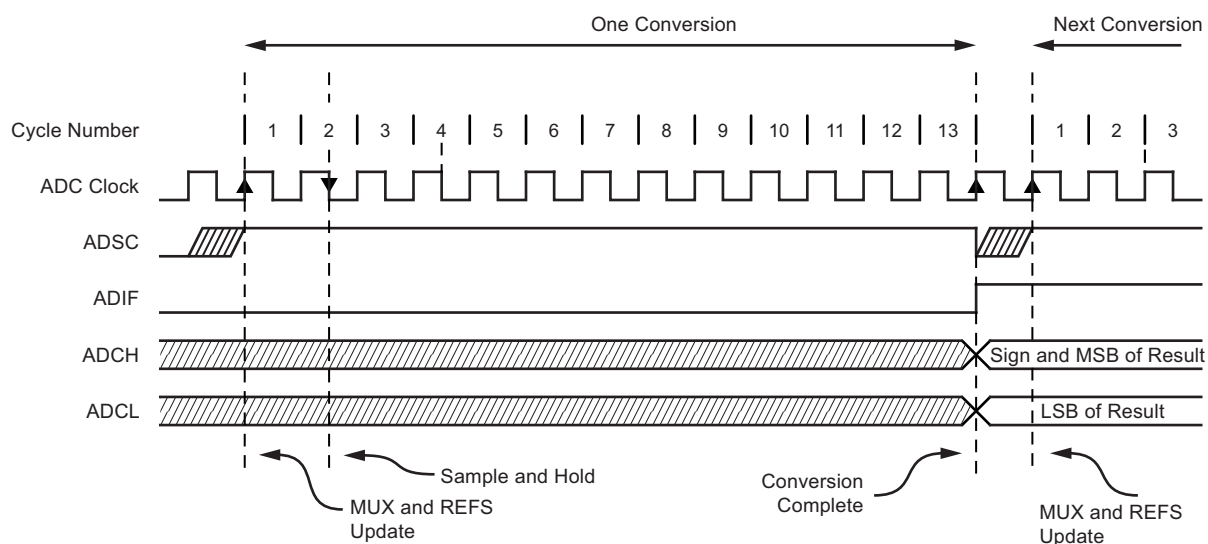 One Conversion
Next Conversion
Cycle Number 1 2 3 4 5 6 7 8 9 10 11 12 13 1 2 3
ADC Clock
ADSC
ADIF
ADCH
Sign and MSB of Result
ADCL
LSB of Result
Sample and Hold
MUX and REFS
Update
Conversion
Complete
MUX and REFS
Update